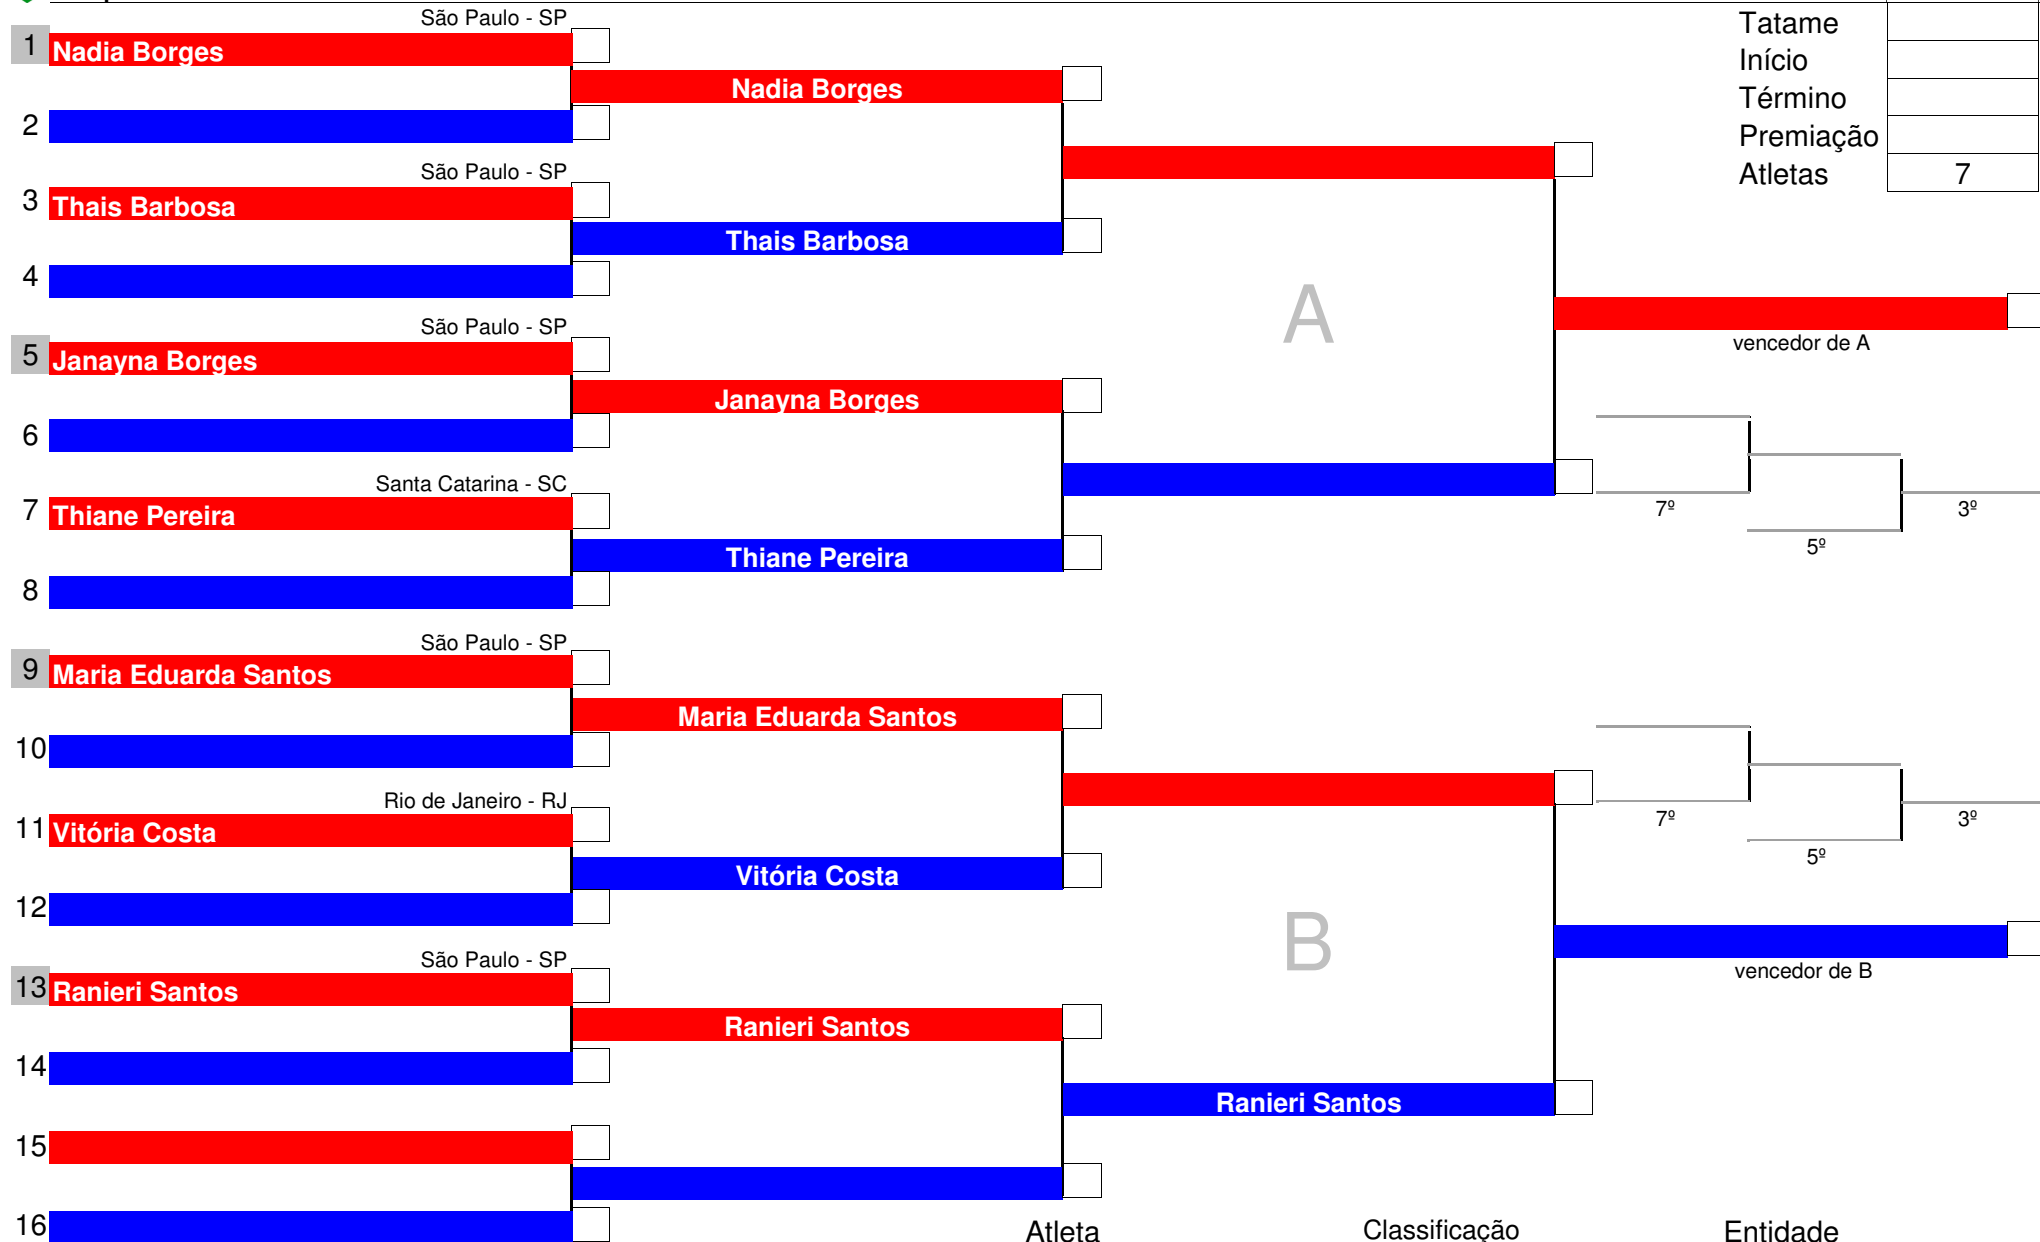 São Paulo - SP
Tatame
1 Nadia Borges
Início
Nadia Borges
Término
2
Premiação
São Paulo - SP
Atletas 7
3 Thais Barbosa
Thais Barbosa
4
A
São Paulo - SP
vencedor de A
5 Janayna Borges
Janayna Borges
6
Santa Catarina - SC
7 Thiane Pereira
7º 3º
5º
Thiane Pereira
8
São Paulo - SP
9 Maria Eduarda Santos
Maria Eduarda Santos
10
Rio de Janeiro - RJ
7º 3º
11 Vitória Costa
5º
Vitória Costa
12
B
São Paulo - SP
vencedor de B
13 Ranieri Santos
Ranieri Santos
14
Ranieri Santos
15
16
Atleta Classificação Entidade